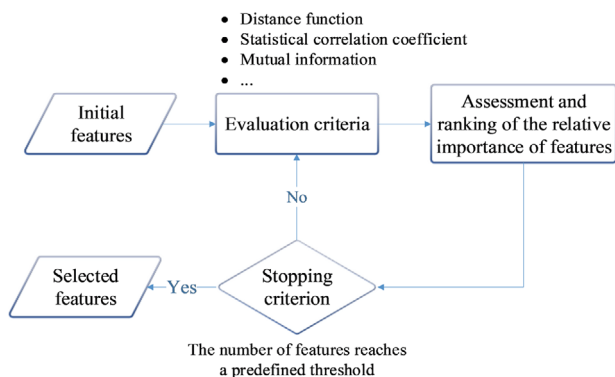 • Distance function
• Statistical correlation coefficient
• Mutual information
• ...
Initial
features
Evaluation criteria
Assessment and
ranking of the relative
importance of features
No
Selected
features
Yes
Stopping
criterion
The number of features reaches
a predefined threshold